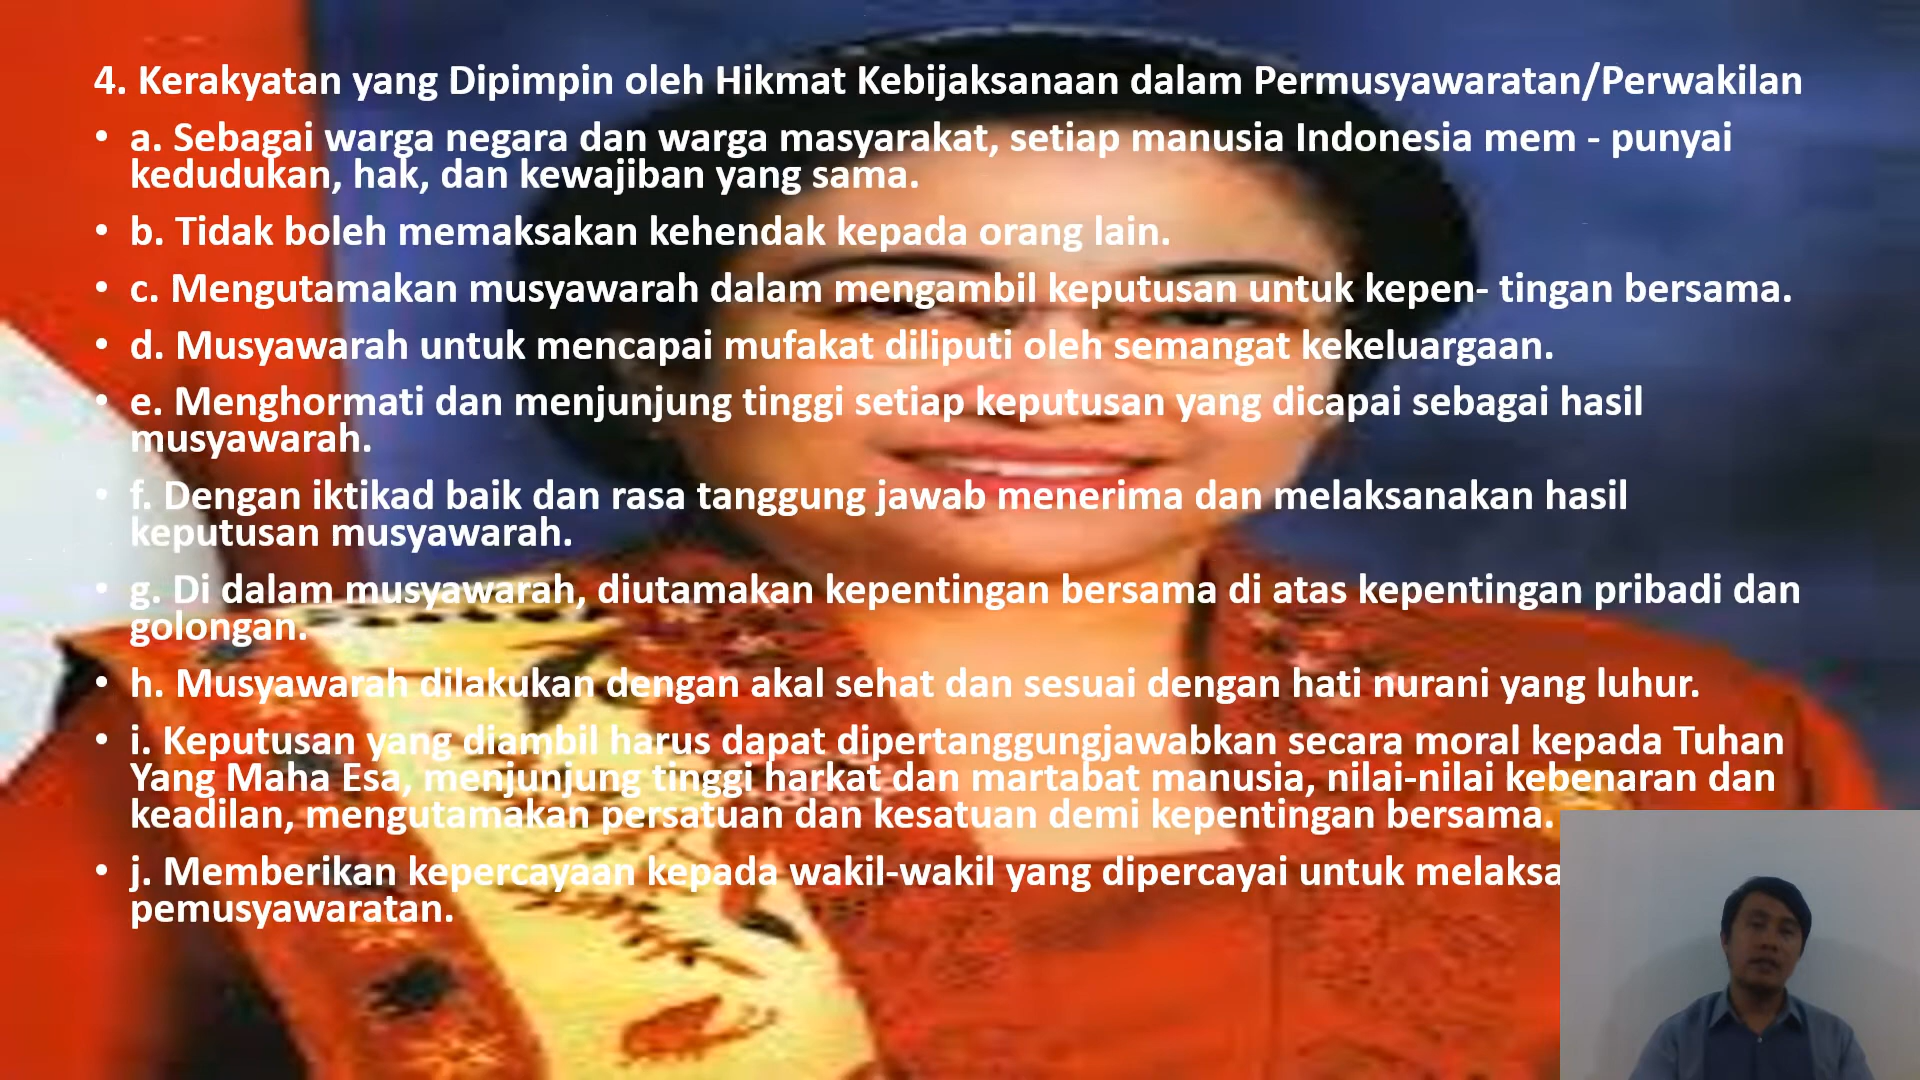 4. Kerakyatan yang Dipimpin oleh Hikmat Kebijaksanaan dalam Permusyawaratan/Perwakilan
• a. Sebagai warga negara dan warga masyarakat, setiap manusia Indonesia mem - punyai
kedudukan, hak, dan kewajiban yang sama.
• b. Tidak boleh memaksakan kehendak kepada orang lain.
• c. Mengutamakan musyawarah dalam mengambil keputusan untuk kepen- tingan bersama.
• d. Musyawarah untuk mencapai mufakat diliputi oleh semangat kekeluargaan.
• e. Menghormati dan menjunjung tinggi setiap keputusan yang dicapai sebagai hasil
musyawarah.
• f. Dengan iktikad baik dan rasa tanggung jawab menerima dan melaksanakan hasil
keputusan musyawarah.
• g. Di dalam musyawarah, diutamakan kepentingan bersama di atas kepentingan pribadi dan
golongan.
• h. Musyawarah dilakukan dengan akal sehat dan sesuai dengan hati nurani yang luhur.
• i. Keputusan yang diambil harus dapat dipertanggungjawabkan secara moral kepada Tuhan
Yang Maha Esa, menjunjung tinggi harkat dan martabat manusia, nilai-nilai kebenaran dan
keadilan, mengutamakan persatuan dan kesatuan demi kepentingan bersama.
• j. Memberikan kepercayaan kepada wakil-wakil yang dipercayai untuk
pemusyawaratan.